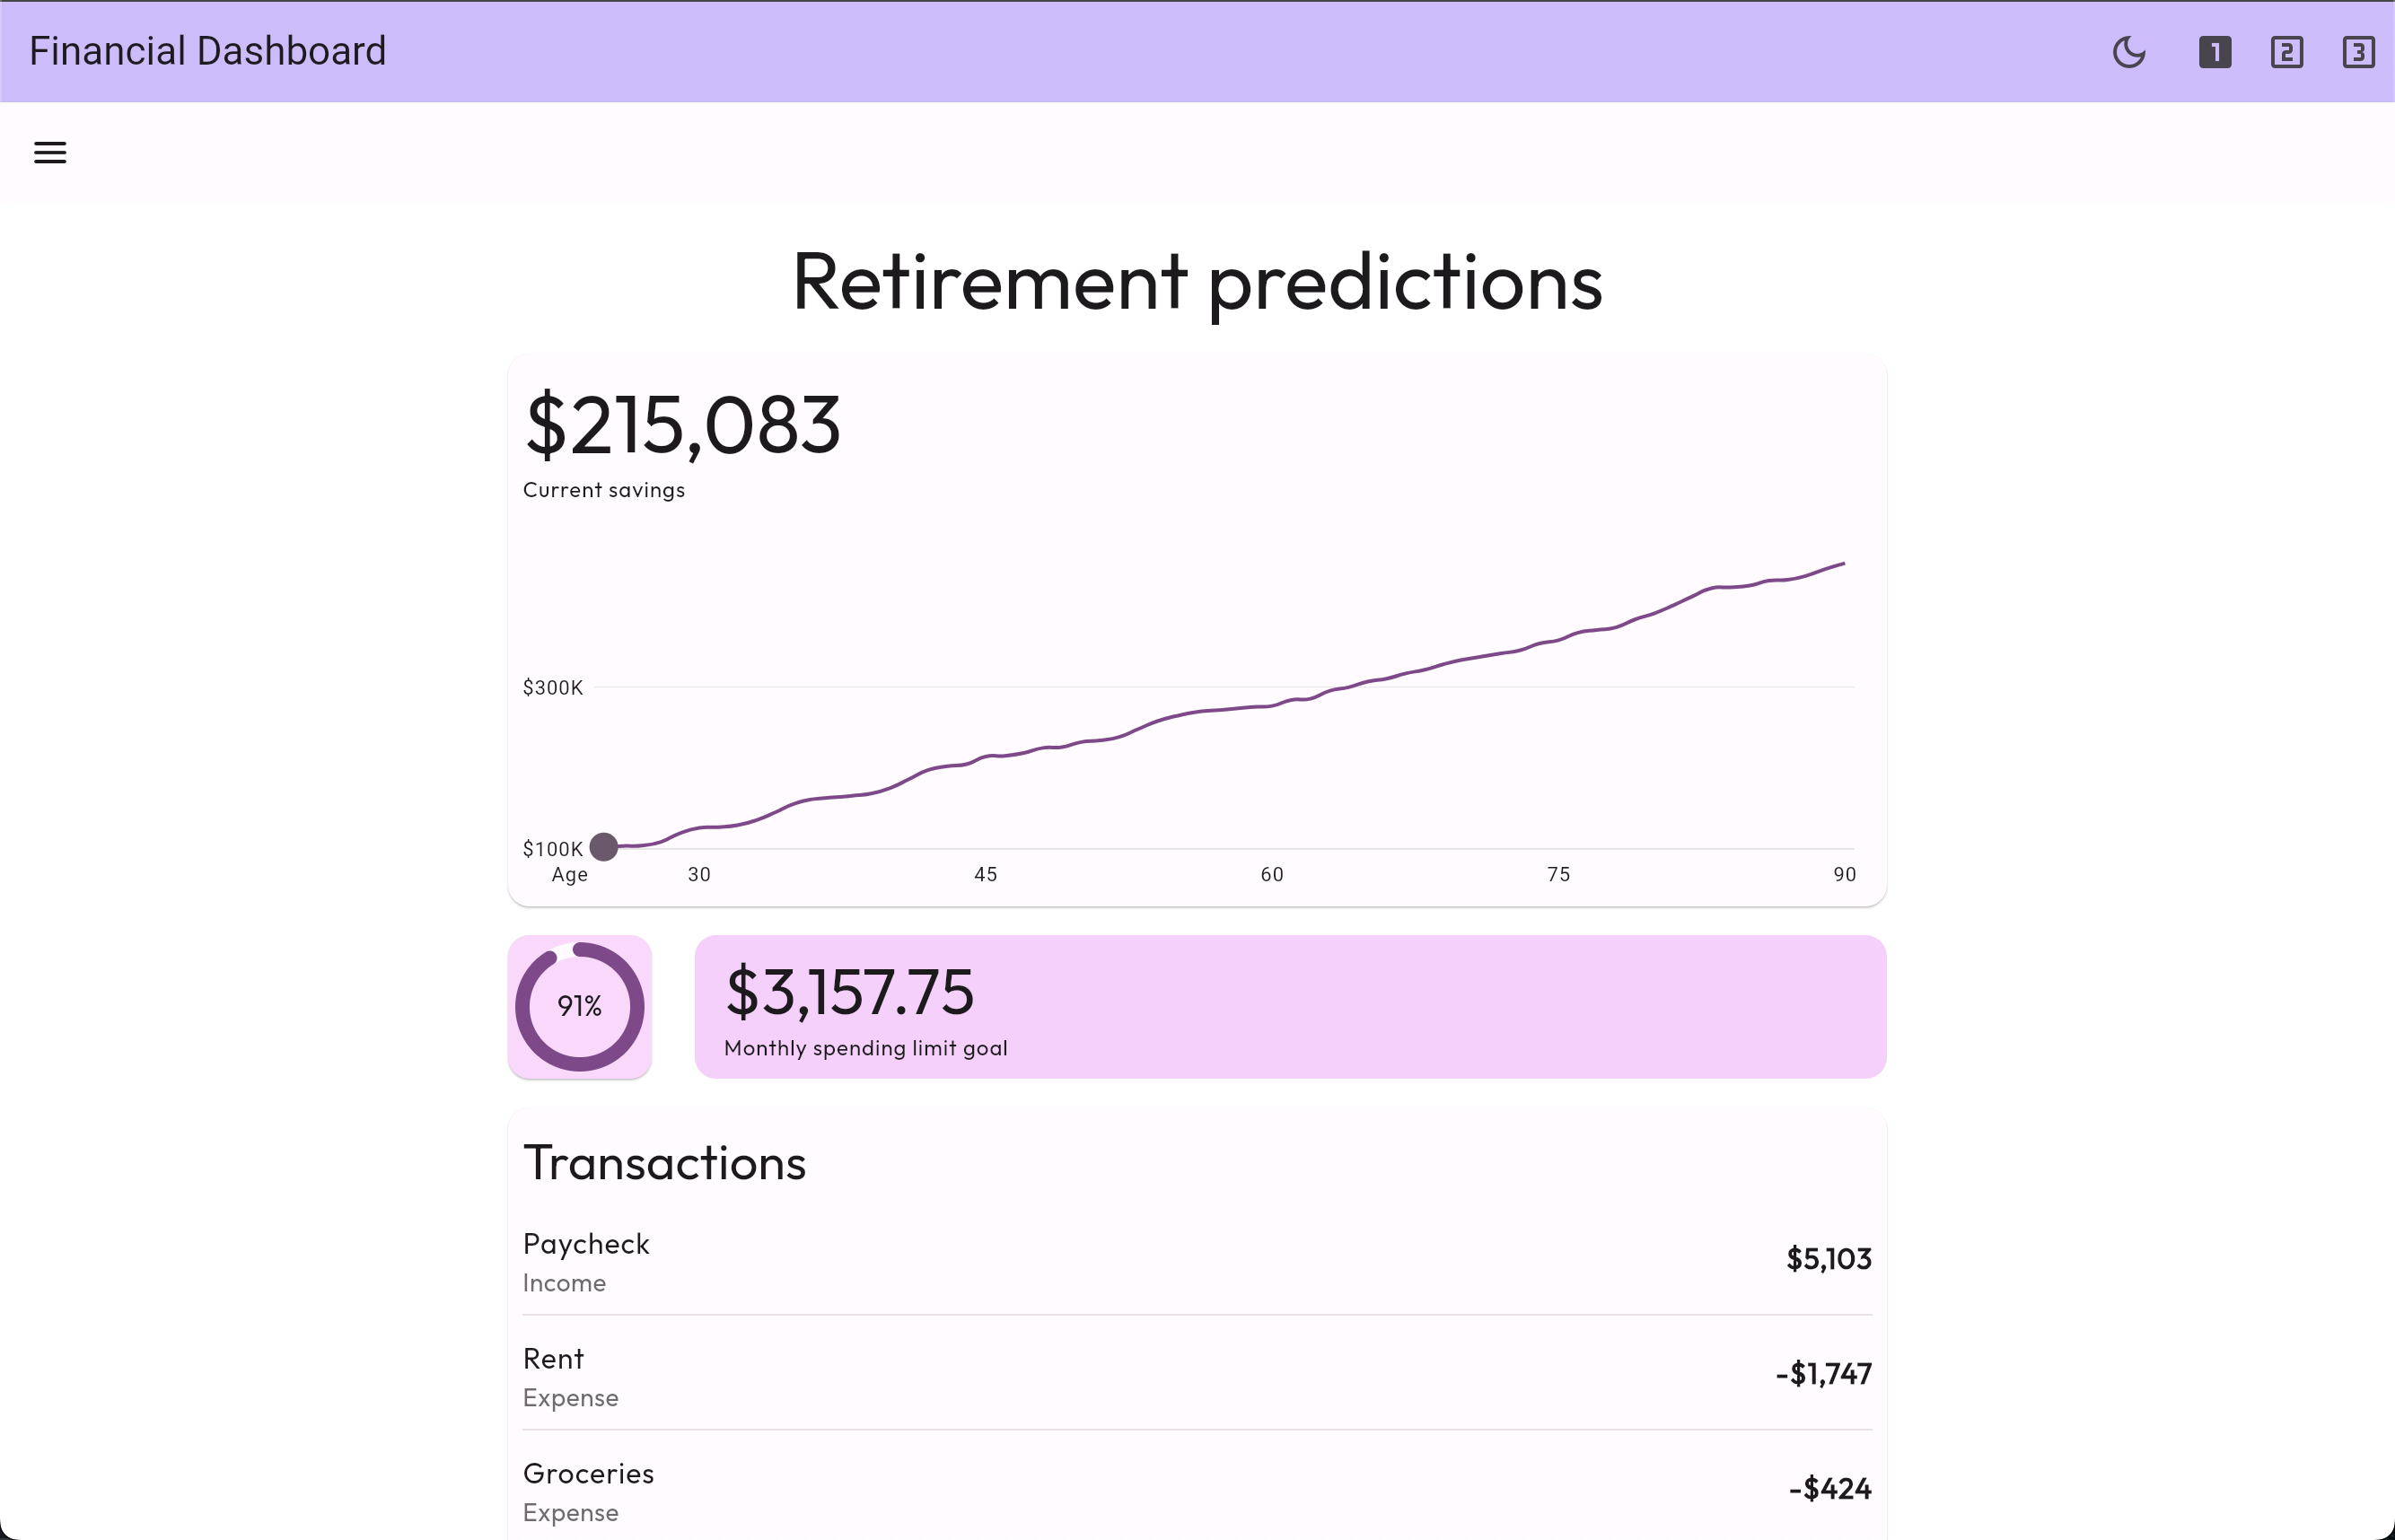 Financial Dashboard
1 2 3
Retirement predictions
$215,083
Current savings
$300K
$100K
Age 30 45 60 75 90
91%
$3,157.75
Monthly spending limit goal
Transactions
Paycheck
$5,103
Income
Rent
-$1,747
Expense
Groceries
-$424
Expense